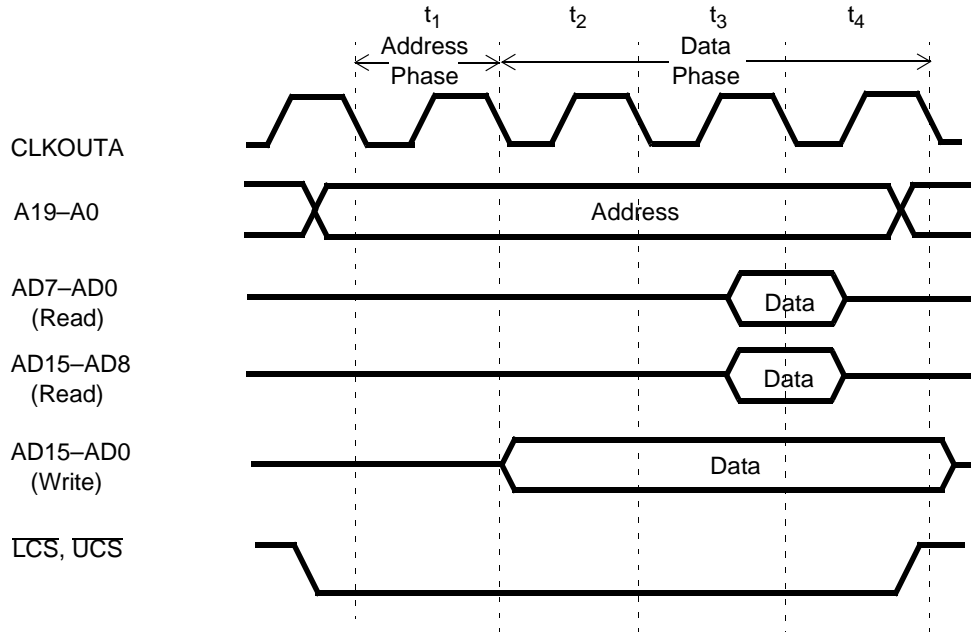 t1 t2 t3 t4
Address Phase
Data Phase
CLKOUTA
A19–A0
Address
AD7–AD0
(Read)
Data
AD15–AD8
(Read)
Data
AD15–AD0
(Write)
Data
LCS, UCS